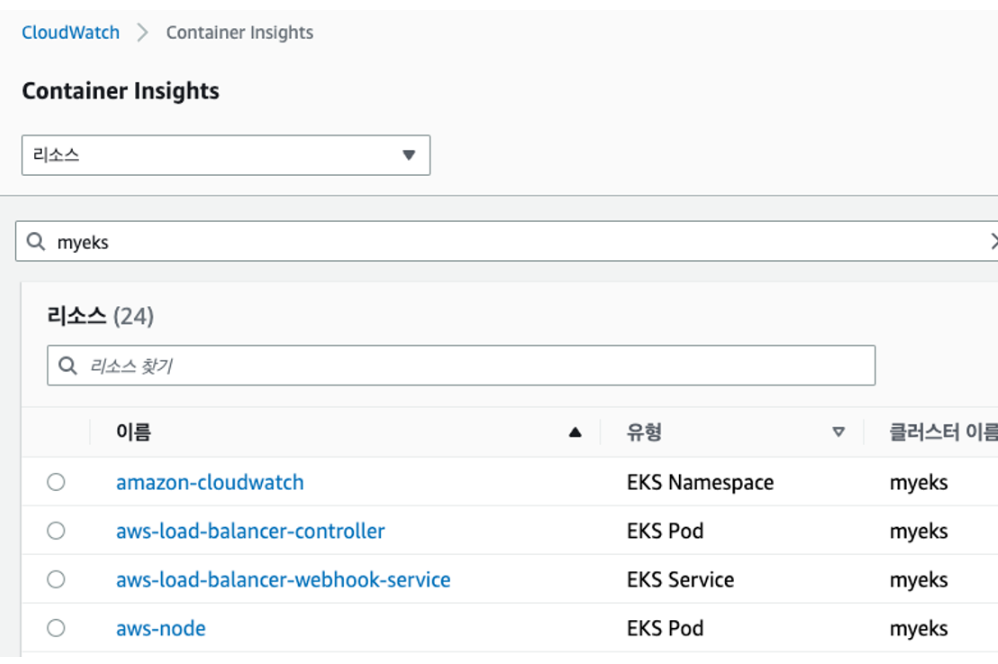 CloudWatch > Container Insights
Container Insights
리소스
myeks
리소스 (24)
리소스 찾기
이름 유형 클러스터 이름
amazon-cloudwatch EKS Namespace myeks
aws-load-balancer-controller EKS Pod myeks
aws-load-balancer-webhook-service EKS Service myeks
aws-node EKS Pod myeks